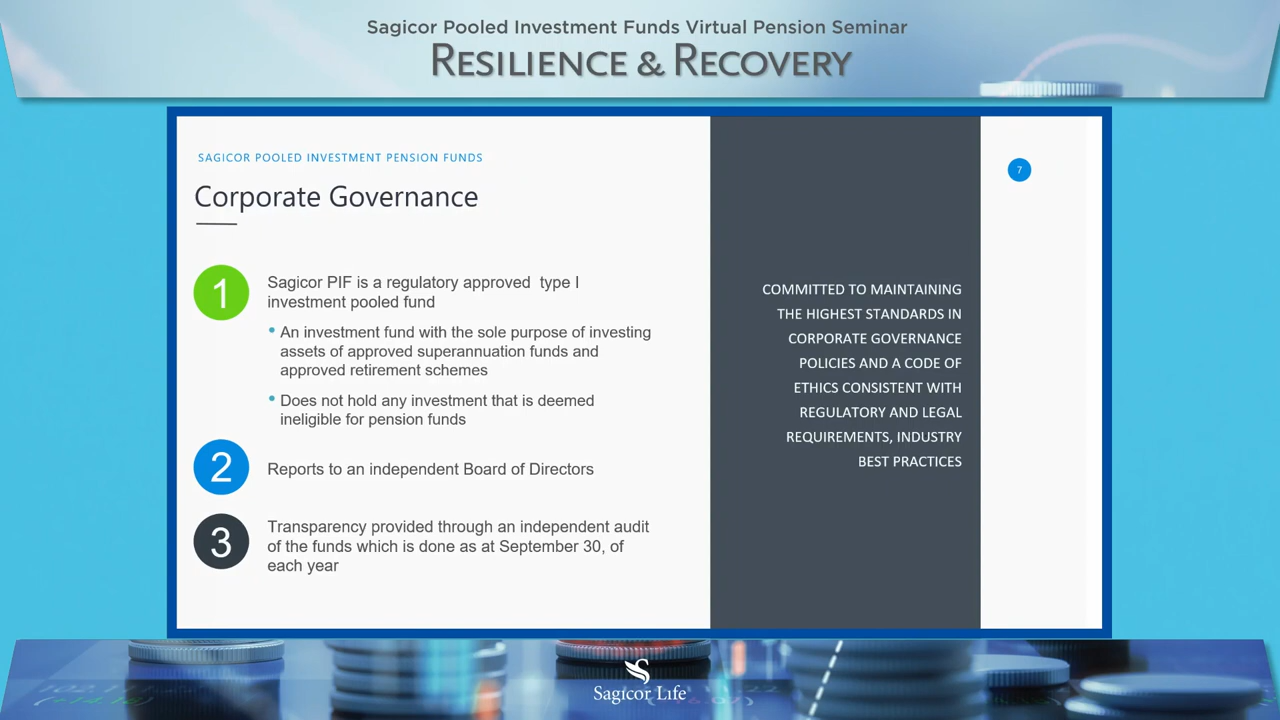 Sagicor Pooled Investment Funds Virtual Pension Seminar
RESILIENCE & RECOVERY
SAGICOR POOLED INVESTMENT PENSION FUNDS
Corporate Governance
7
1
Sagicor PIF is a regulatory approved type I
investment pooled fund
• An investment fund with the sole purpose of investing
assets of approved superannuation funds and
approved retirement schemes
• Does not hold any investment that is deemed
ineligible for pension funds
2
Reports to an independent Board of Directors
3
Transparency provided through an independent audit
of the funds which is done as at September 30, of
each year
COMMITTED TO MAINTAINING
THE HIGHEST STANDARDS IN
CORPORATE GOVERNANCE
POLICIES AND A CODE OF
ETHICS CONSISTENT WITH
REGULATORY AND LEGAL
REQUIREMENTS, INDUSTRY
BEST PRACTICES
Sagicor Life